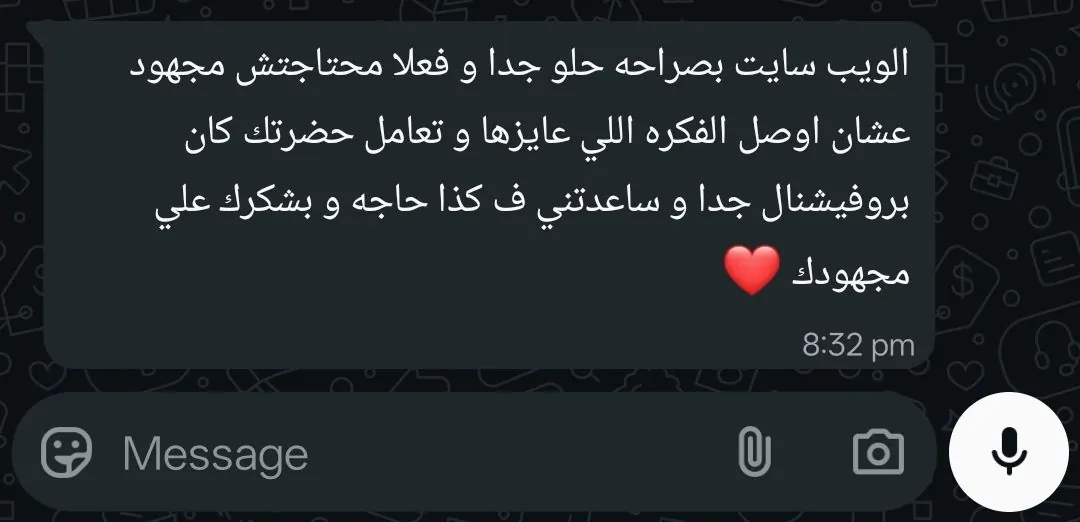 الويب سايت بصراحه حلو جدا و فعلا محتاجتش مجهود
عشان اوصل الفكره اللي عايزها و تعامل حضرتك كان
بروفيشنال جدا و ساعدتني ف كذا حاجه و بشكرك علي
مجهودك ❤️
8:32 pm
Message